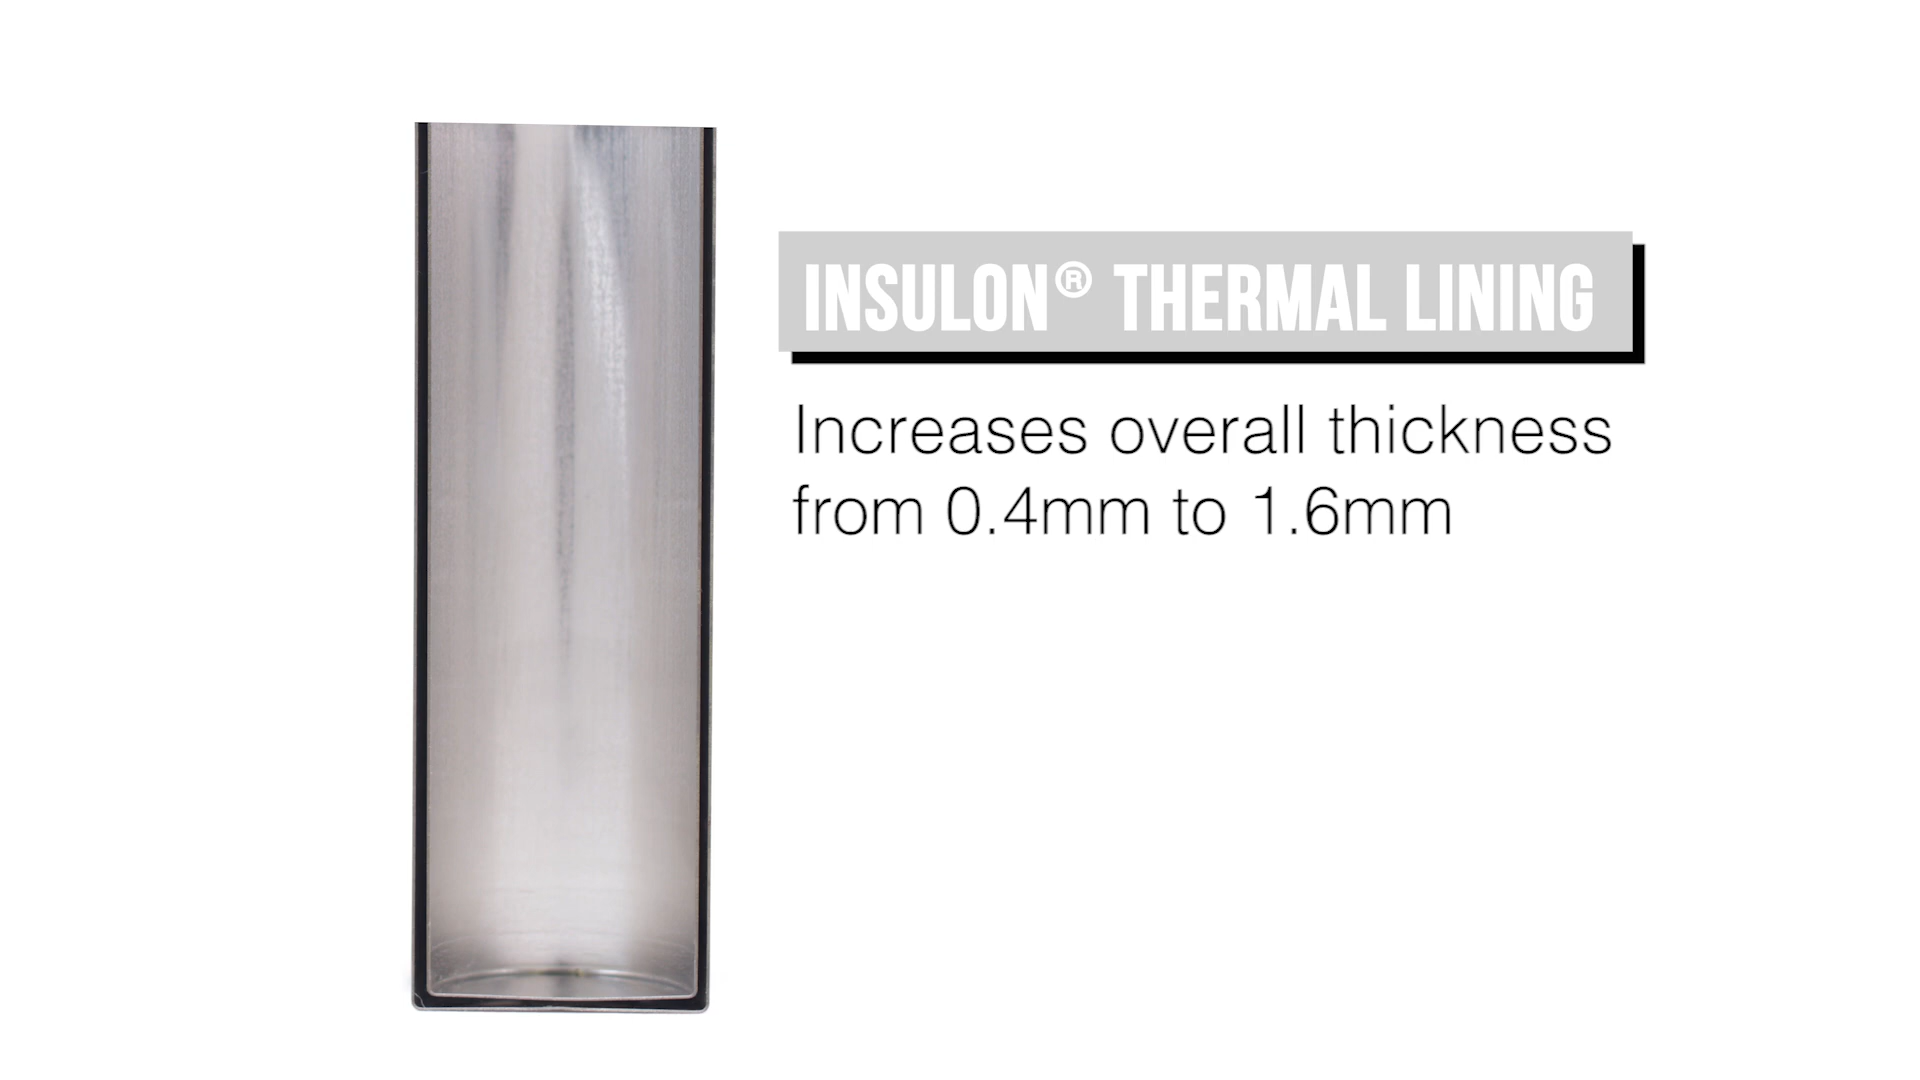 INSULON® THERMAL LINING
Increases overall thickness
from 0.4mm to 1.6mm